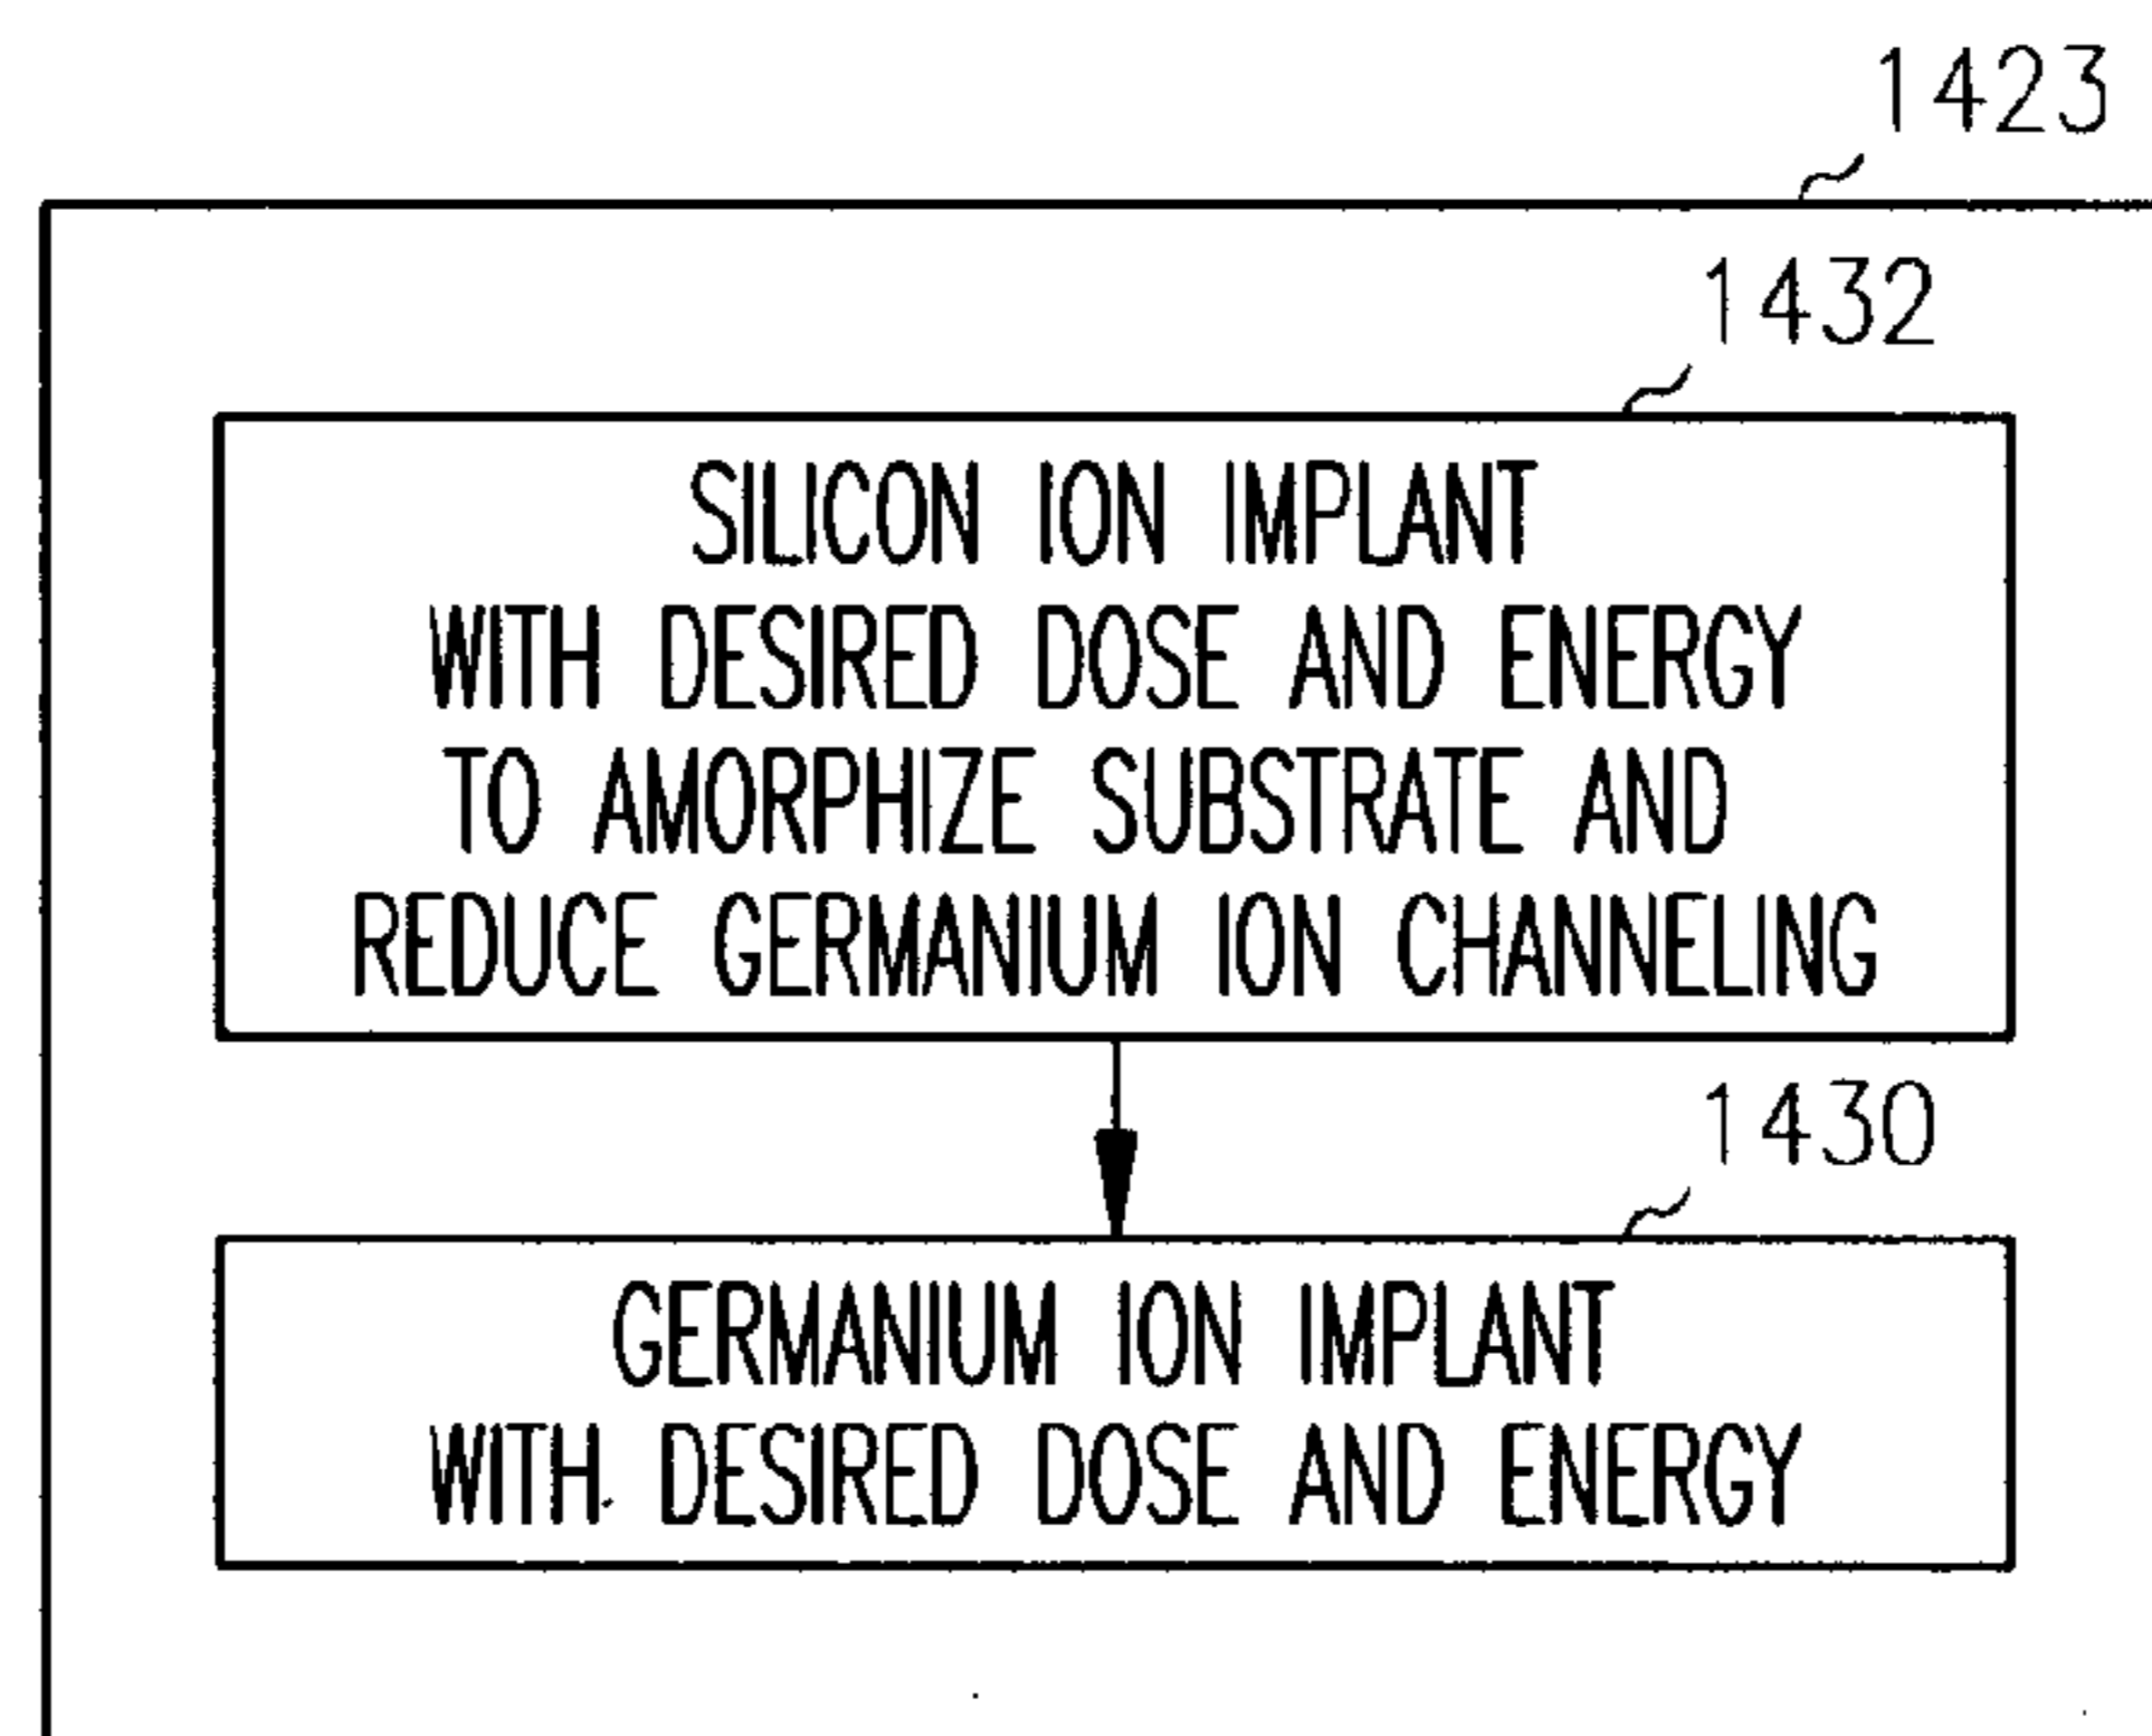 1423
1432
SILICON ION IMPLANT
WITH DESIRED DOSE AND ENERGY
TO AMORPHIZE SUBSTRATE AND
REDUCE GERMANIUM ION CHANNELING
1430
GERMANIUM ION IMPLANT
WITH DESIRED DOSE AND ENERGY